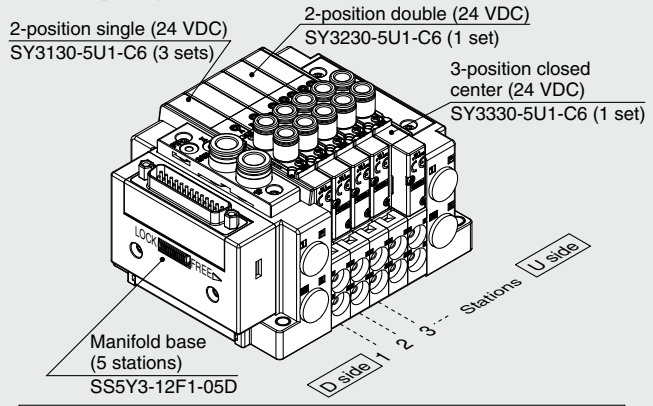 2-position single (24 VDC)
SY3130-5U1-C6 (3 sets)
2-position double (24 VDC)
SY3230-5U1-C6 (1 set)
3-position closed
center (24 VDC)
SY3330-5U1-C6 (1 set)
LOCK
FREE
Manifold base
(5 stations)
SS5Y3-12F1-05D
D side
1
2
3
Stations
U side